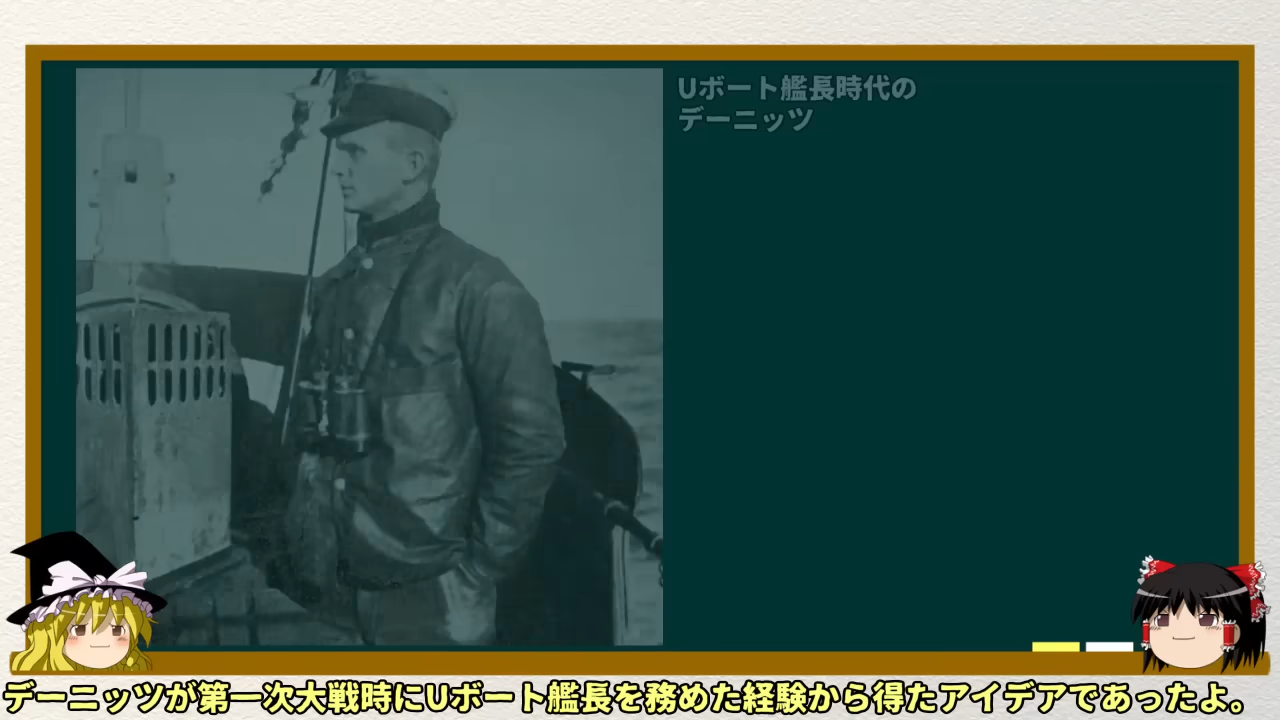 Uボート艦長時代の
デーニッツ
デーニッツが第一次大戦時にUボート艦長を務めた経験から得たアイデアであったよ。